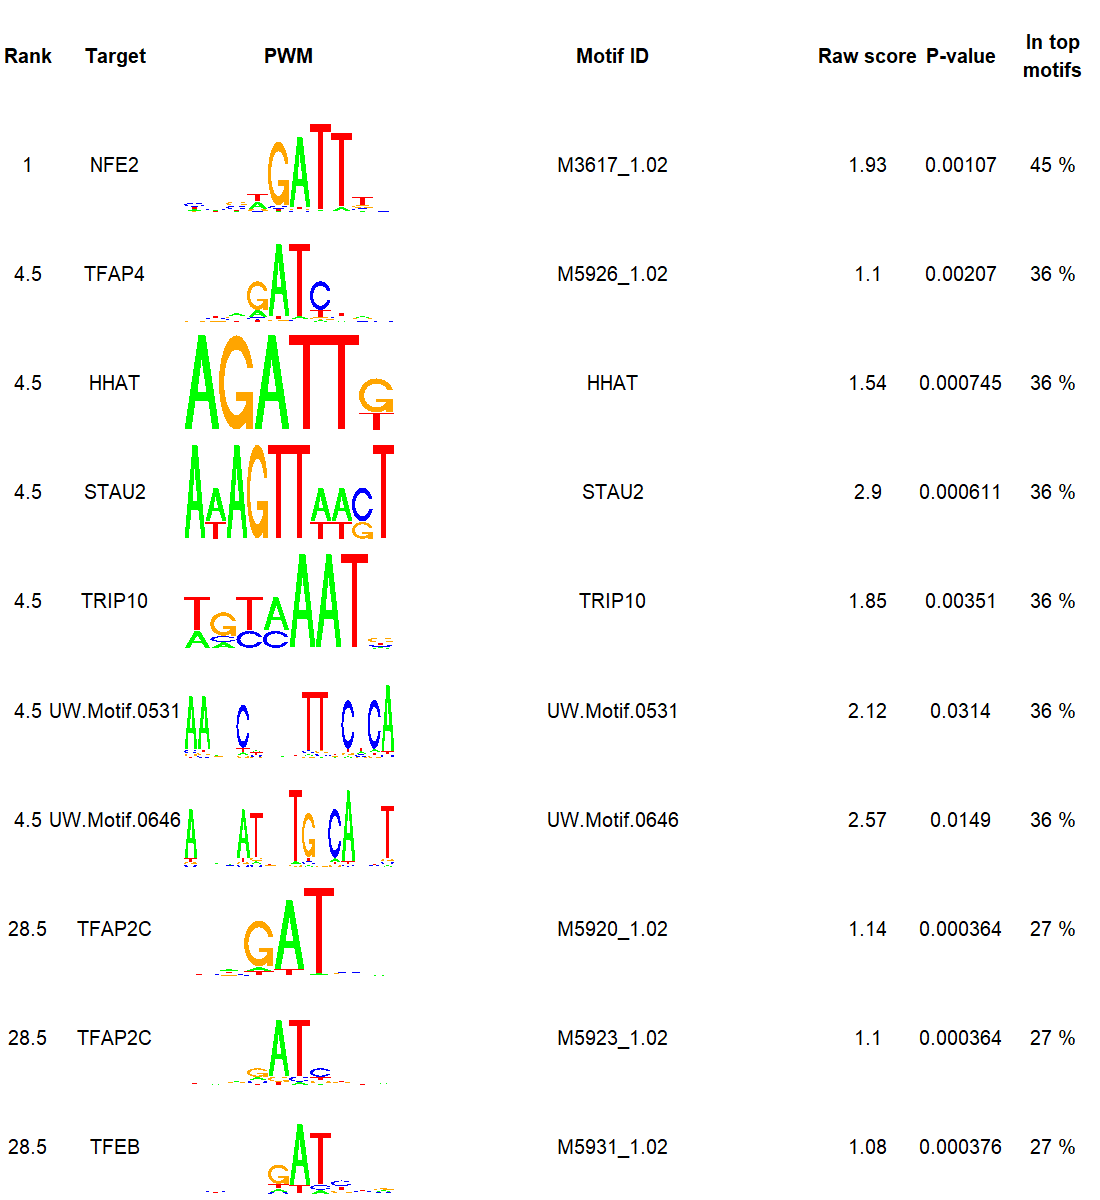 Rank Target PWM Motif ID Raw score P-value In top motifs
1 NFE2 M3617_1.02 1.93 0.00107 45 %
4.5 TFAP4 M5926_1.02 1.1 0.00207 36 %
4.5 HHAT HHAT 1.54 0.000745 36 %
4.5 STAU2 STAU2 2.9 0.000611 36 %
4.5 TRIP10 TRIP10 1.85 0.00351 36 %
4.5 UW.Motif.0531 UW.Motif.0531 2.12 0.0314 36 %
4.5 UW.Motif.0646 UW.Motif.0646 2.57 0.0149 36 %
28.5 TFAP2C M5920_1.02 1.14 0.000364 27 %
28.5 TFAP2C M5923_1.02 1.1 0.000364 27 %
28.5 TFEB M5931_1.02 1.08 0.000376 27 %